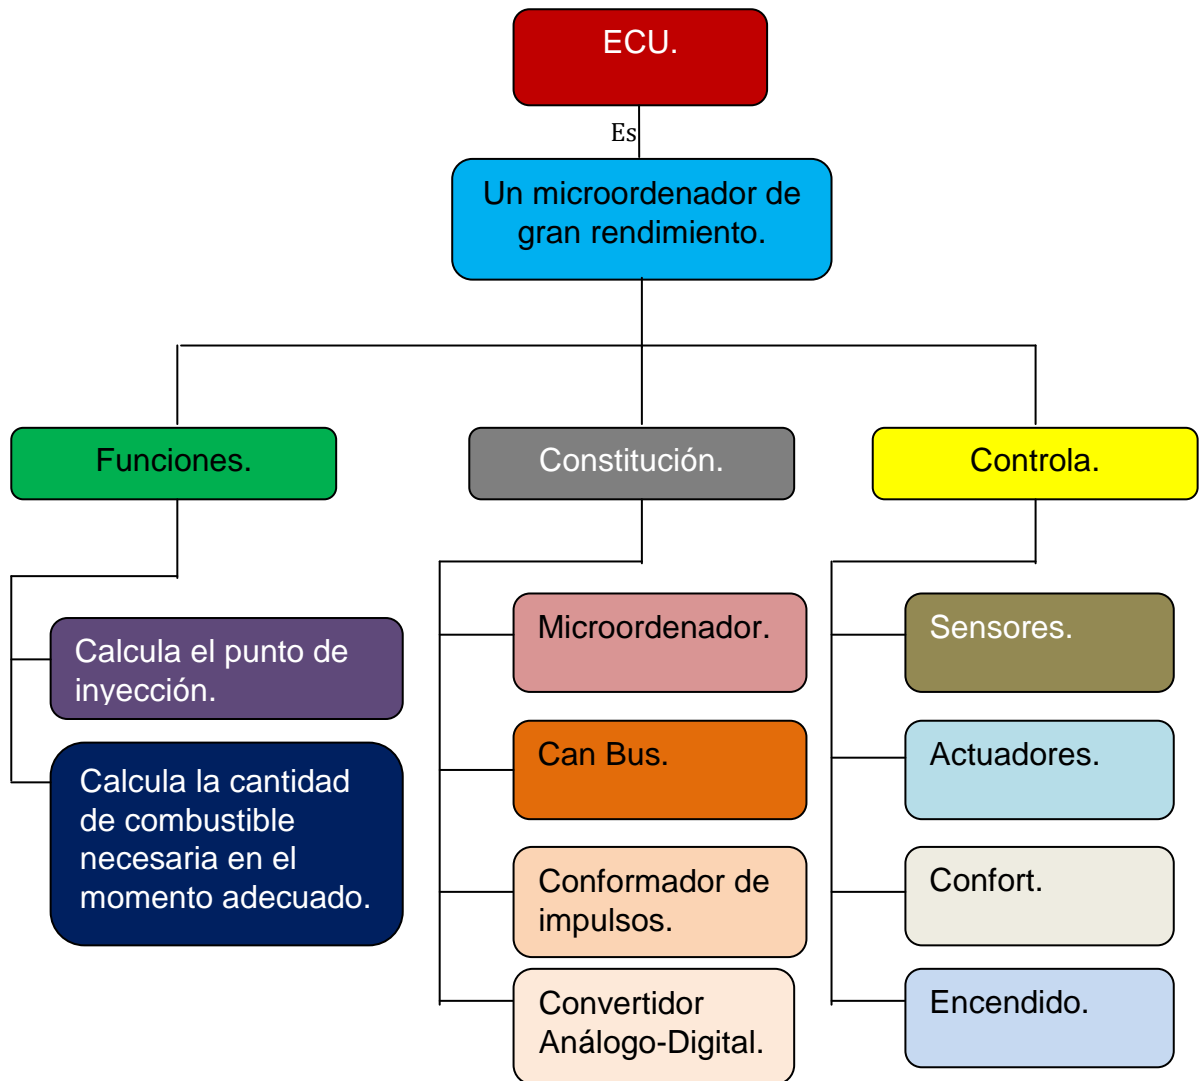 ECU.
Es
Un microordenador de
gran rendimiento.
Funciones.
Constitución.
Controla.
Calcula el punto de
inyección.
Calcula la cantidad
de combustible
necesaria en el
momento adecuado.
Microordenador.
Can Bus.
Conformador de
impulsos.
Convertidor
Análogo-Digital.
Sensores.
Actuadores.
Confort.
Encendido.